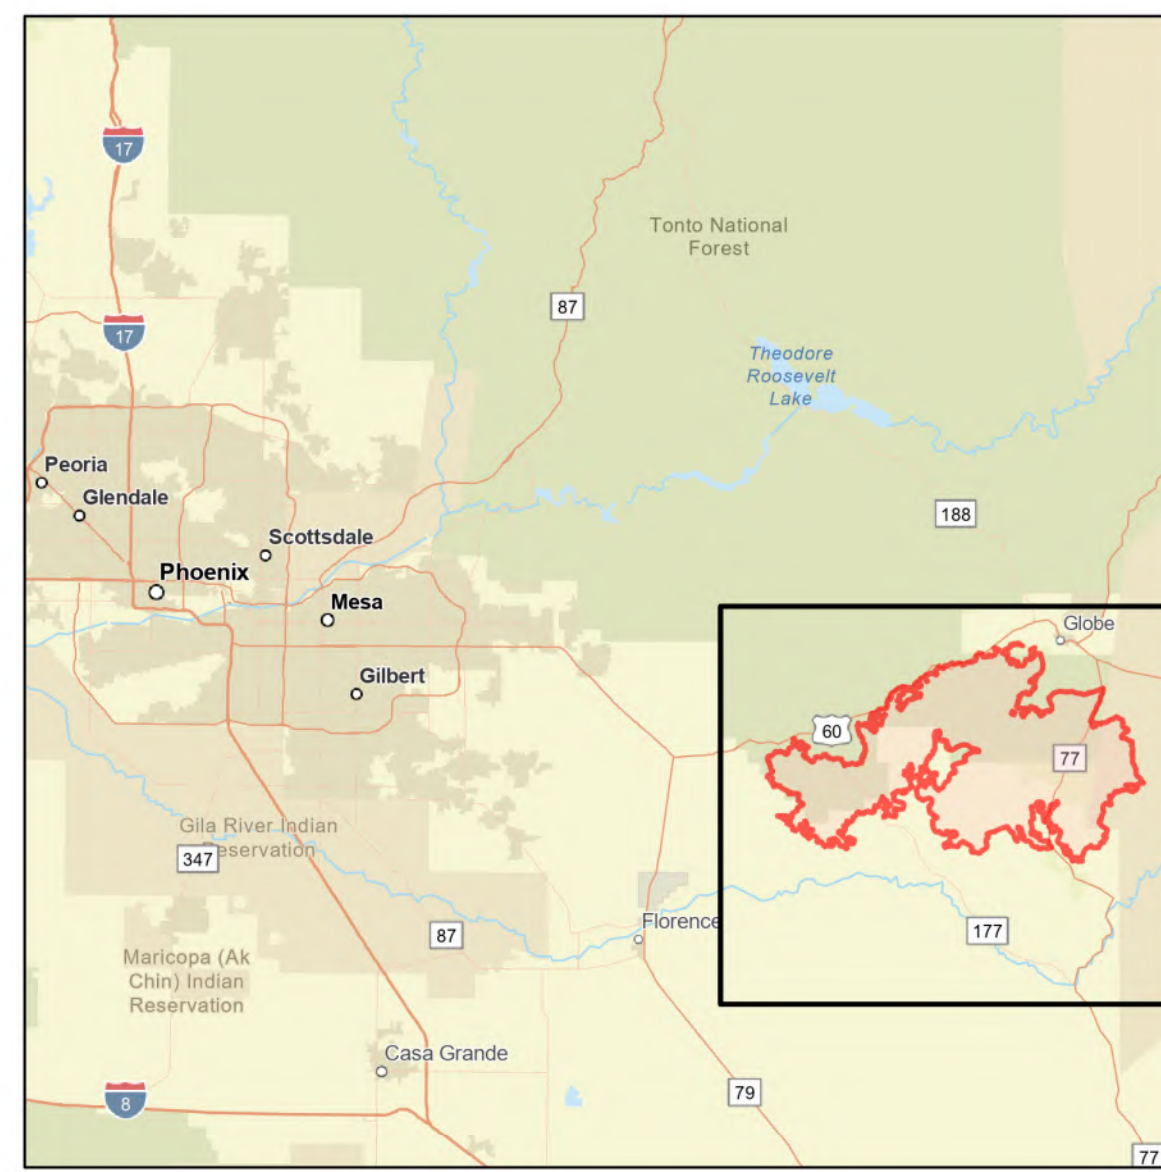 17
Tonto National
Forest
87
17
Theodore
Roosevelt
Lake
Peoria
Glendale
188
Scottsdale
Phoenix
Mesa
Globe
Gilbert
60
77
Gila River Indian
Reservation
347
Florence
87
177
Maricopa (Ak
Chin) Indian
Reservation
Casa Grande
79
8
77